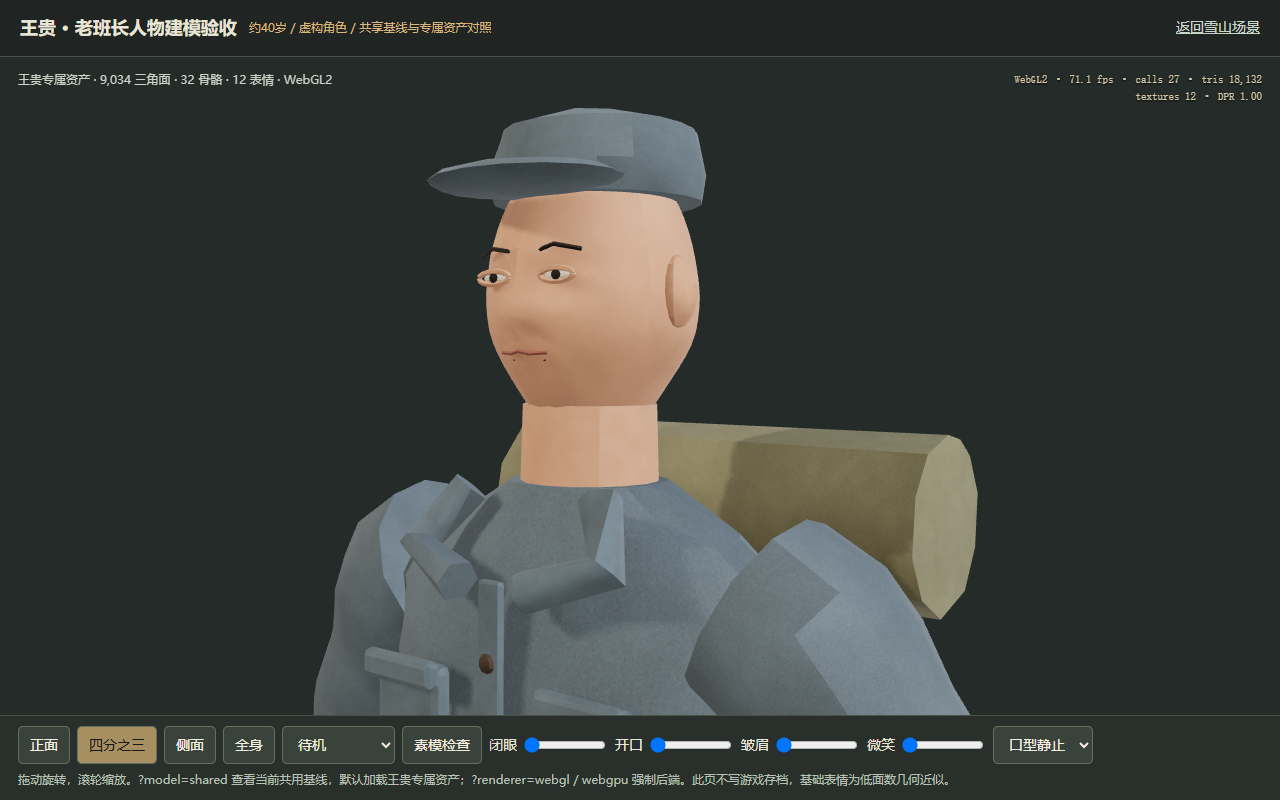 王贵 • 老班长人物建模验收 约40岁 / 虚构角色 / 共享基线与专属资产对照 返回雪山场景
王贵专属资产 · 9,034 三角面 · 32 骨骼 · 12 表情 · WebGL2
WebGL2 · 71.1 fps · calls 27 · tris 18,132
textures 12 · DPR 1.00
正面 四分之三 侧面 全身 待机 素模检查 闭眼 开口 皱眉 微笑 口型静止
拖动旋转，滚轮缩放。?model=shared 查看当前共用基线，默认加载王贵专属资产；?renderer=webgl / webgpu 强制后端。此页不写游戏存档，基础表情为低面数几何近似。